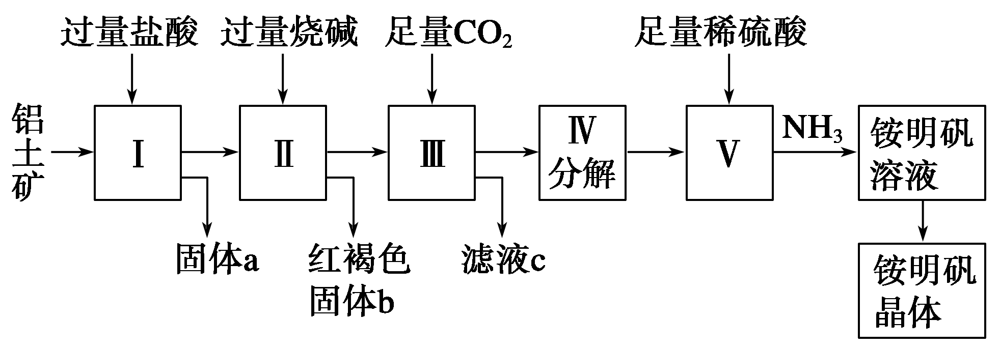 过量盐酸
过量烧碱
足量CO₂
足量稀硫酸
铝土矿
Ⅰ
Ⅱ
Ⅲ
Ⅳ
分解
Ⅴ
NH₃
铵明矾
溶液
固体a
红褐色
固体b
滤液c
铵明矾
晶体